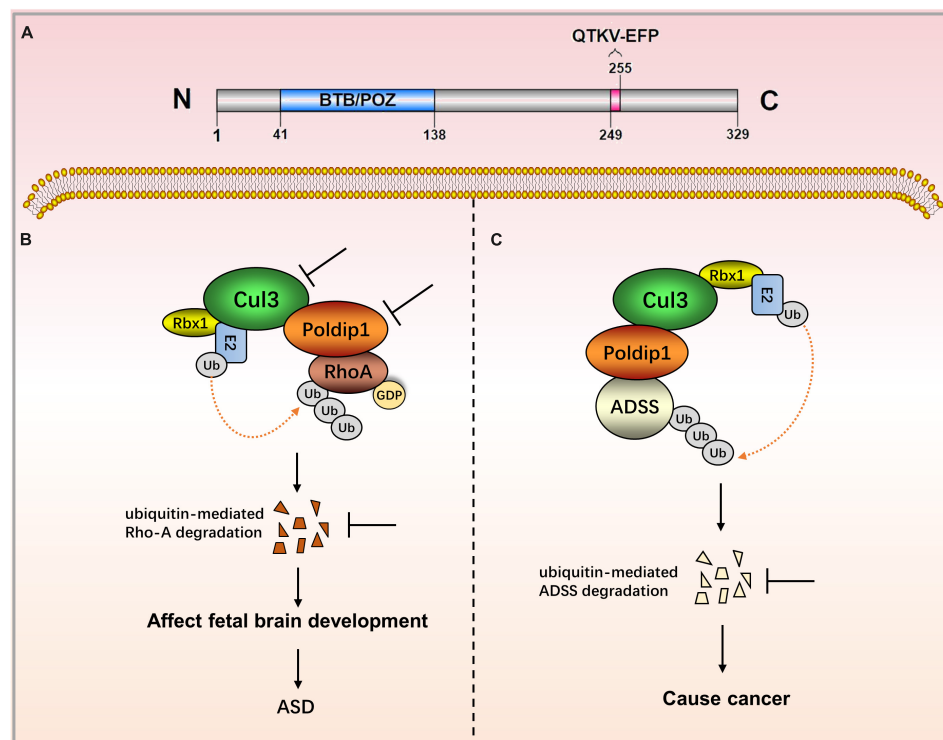 A
QTKV-EFP
255
N
BTB/POZ
C
1
41
138
249
329
B
Cul3
Rbx1
E2
Poldip1
Ub
RhoA
GDP
Ub
Ub
Ub
ubiquitin-mediated
Rho-A degradation
Affect fetal brain development
ASD
C
Rbx1
Cul3
E2
Ub
Poldip1
ADSS
Ub
Ub
Ub
ubiquitin-mediated
ADSS degradation
Cause cancer